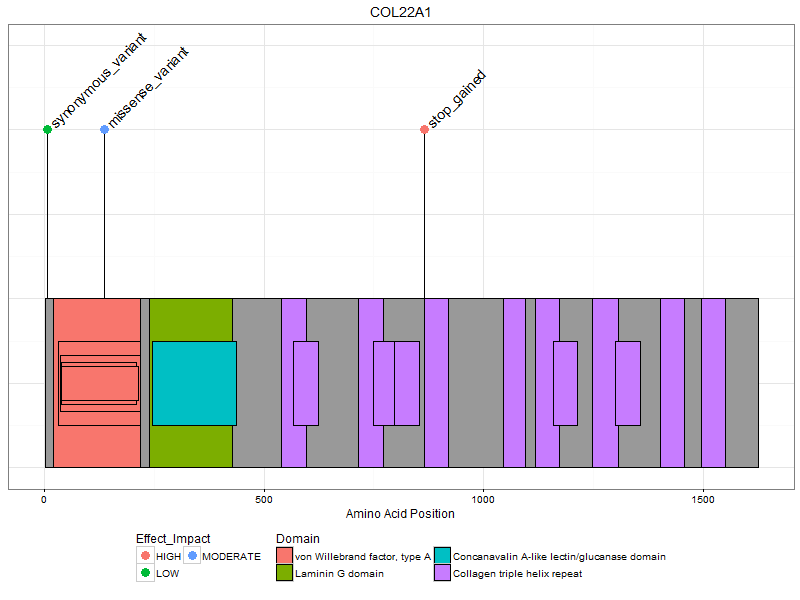 COL22A1
synonymous_variant
missense_variant
stop_gained
0 500 1000 1500
Amino Acid Position
Effect_Impact
HIGH MODERATE
LOW
Domain
von Willebrand factor, type A Concanavalin A-like lectin/glucanase domain
Laminin G domain Collagen triple helix repeat